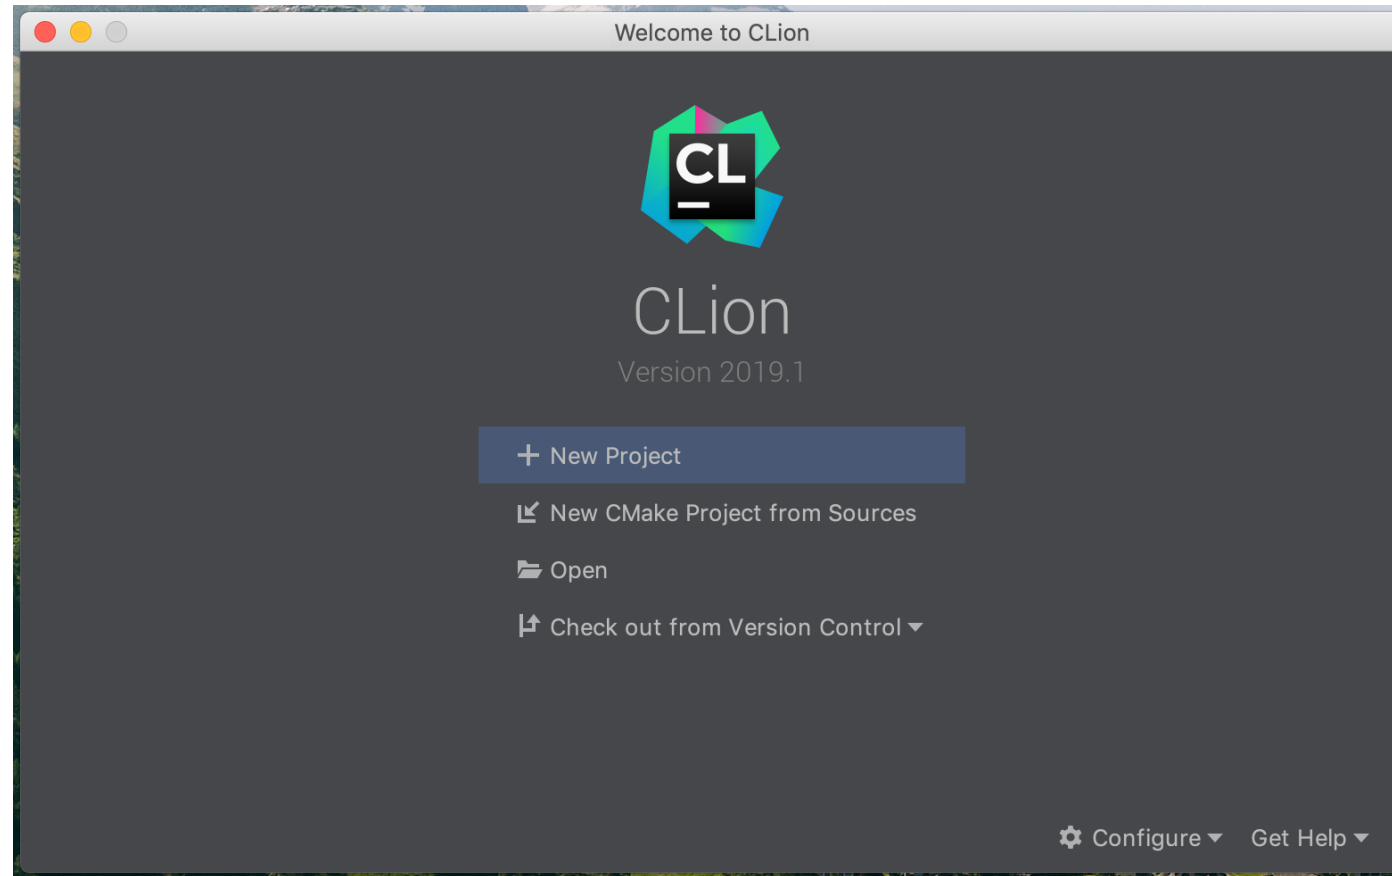 Welcome to CLion
CL
CLion
Version 2019.1
New Project
New CMake Project from Sources
Open
Check out from Version Control
Configure Get Help